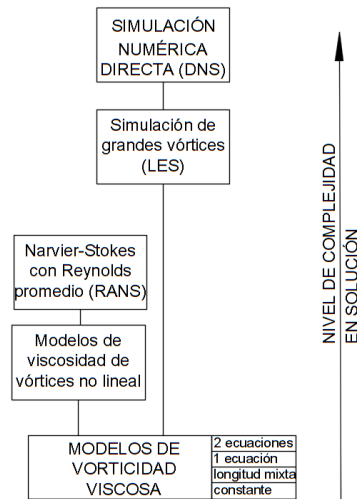 SIMULACIÓN
NUMÉRICA
DIRECTA (DNS)
Simulación de
grandes vórtices
(LES)
Narvier-Stokes
con Reynolds
promedio (RANS)
Modelos de
viscosidad de
vórtices no lineal
MODELOS DE
VORTICIDAD
VISCOSA
2 ecuaciones
1 ecuación
longitud mixta
constante
NIVEL DE COMPLEJIDAD
EN SOLUCIÓN